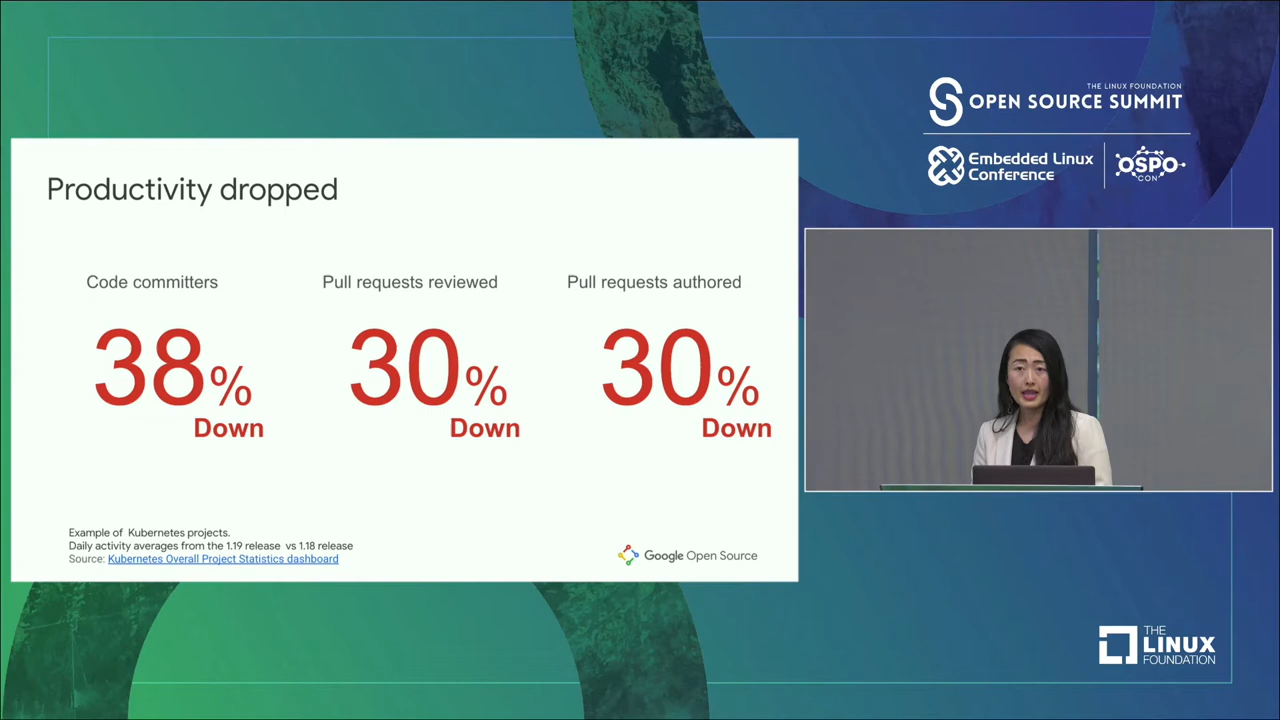 THE LINUX FOUNDATION
OPEN SOURCE SUMMIT
Embedded Linux
Conference
OSPO
CON
Productivity dropped
Code committers
38%
Down
Pull requests reviewed
30%
Down
Pull requests authored
30%
Down
Example of Kubernetes projects.
Daily activity averages from the 1.19 release vs 1.18 release
Source: Kubernetes Overall Project Statistics dashboard
Google Open Source
THE
LINUX
FOUNDATION